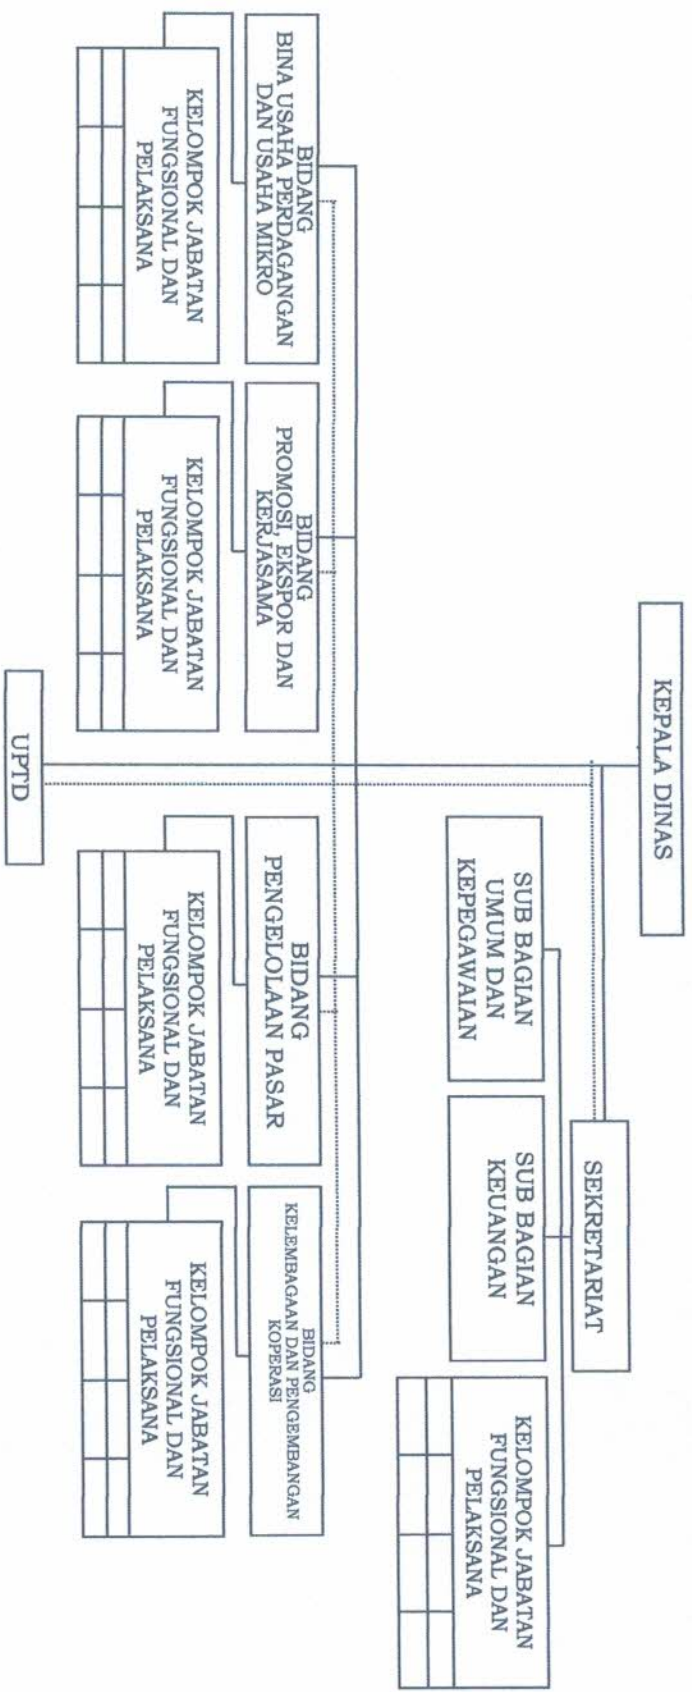 KEPALA DINAS
SEKRETARIAT
SUB BAGIAN
UMUM DAN
KEPEGAWAIAN
SUB BAGIAN
KEUANGAN
KELOMPOK JABATAN
FUNGSIONAL DAN
PELAKSANA
BIDANG
BINA USAHA PERDAGANGAN
DAN USAHA MIKRO
BIDANG
PROMOSI, EKSPOR DAN
KERJASAMA
BIDANG
PENGELOLAAN PASAR
BIDANG
KELEMBAGAAN DAN PENGEMBANGAN
KOPERASI
KELOMPOK JABATAN
FUNGSIONAL DAN
PELAKSANA
KELOMPOK JABATAN
FUNGSIONAL DAN
PELAKSANA
KELOMPOK JABATAN
FUNGSIONAL DAN
PELAKSANA
KELOMPOK JABATAN
FUNGSIONAL DAN
PELAKSANA
UPTD